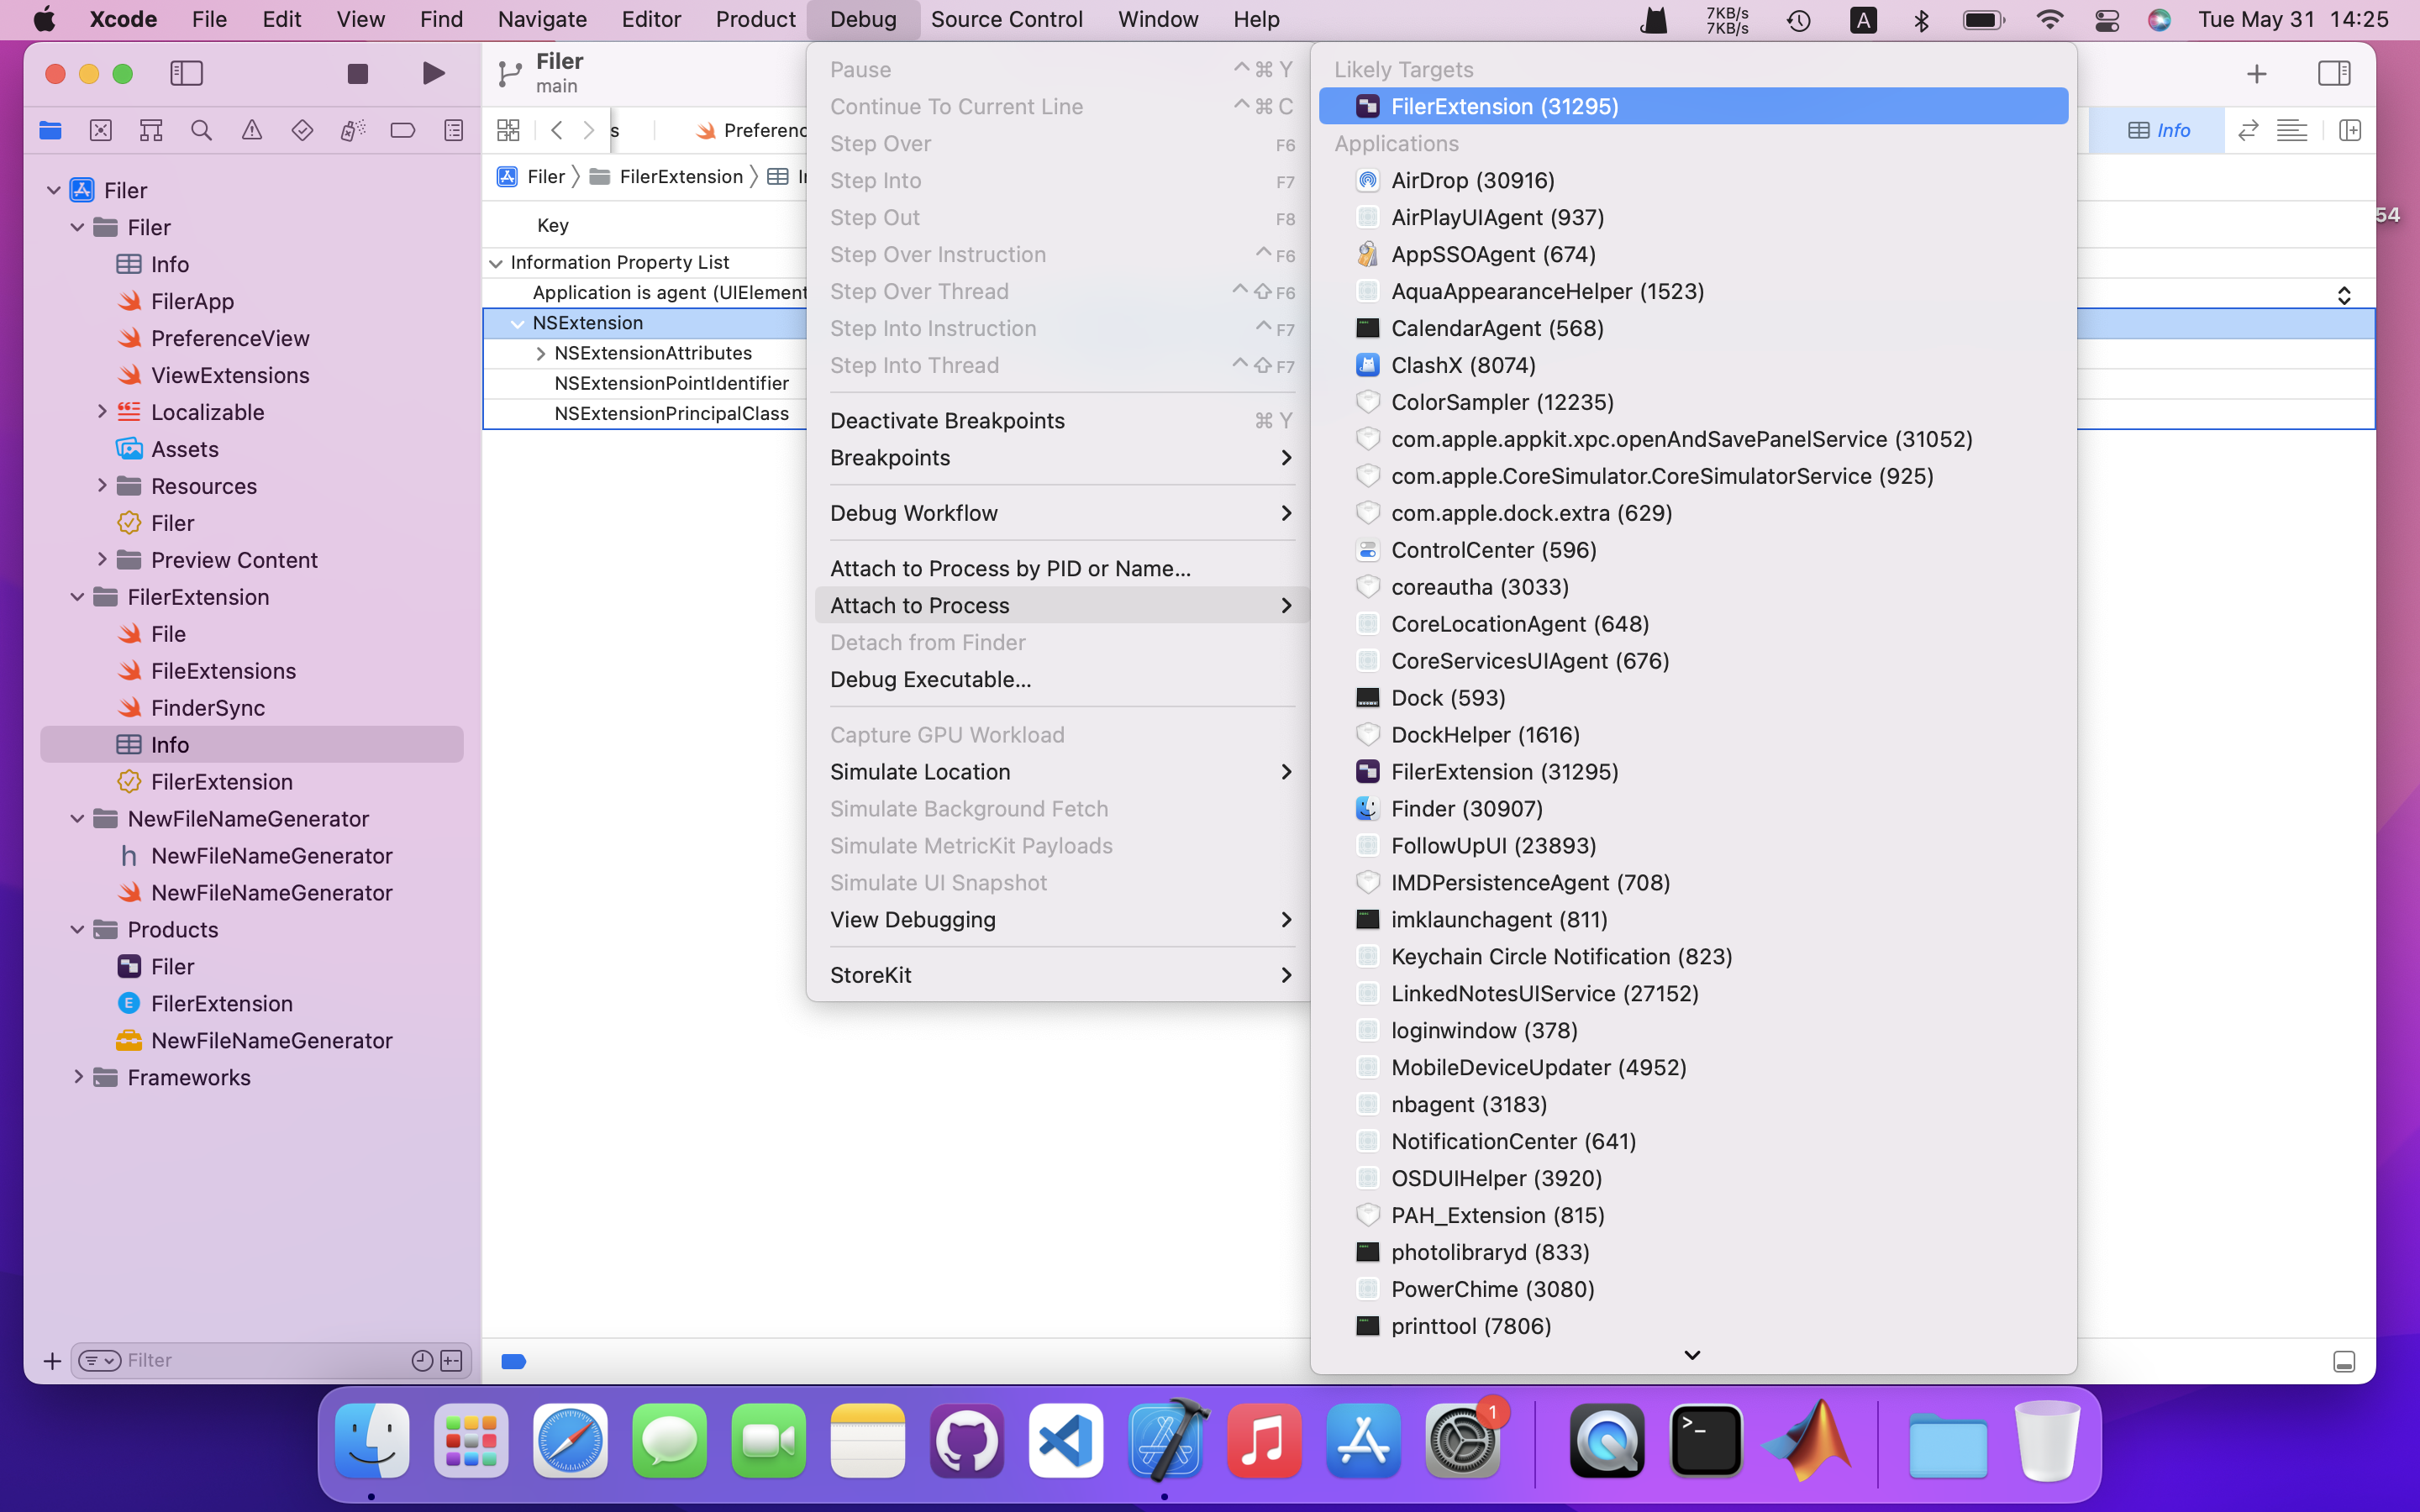 Xcode File Edit View Find Navigate Editor Product Debug Source Control Window Help 7KB/s 7KB/s A Tue May 31 14:25
Filer
main
s Preferenc
Info
Filer FilerExtension
Key
Information Property List
Application is agent (UIElement
NSExtension
NSExtensionAttributes
NSExtensionPointIdentifier
NSExtensionPrincipalClass
54
Filer
Filer
Info
FilerApp
PreferenceView
ViewExtensions
Localizable
Assets
Resources
Filer
Preview Content
FilerExtension
File
FileExtensions
FinderSync
Info
FilerExtension
NewFileNameGenerator
h NewFileNameGenerator
NewFileNameGenerator
Products
Filer
E FilerExtension
NewFileNameGenerator
Frameworks
Filter
Pause ⌃⌘Y
Continue To Current Line ⌃⌘C
Step Over F6
Step Into F7
Step Out F8
Step Over Instruction ⌃F6
Step Over Thread ⌃⇧F6
Step Into Instruction ⌃F7
Step Into Thread ⌃⇧F7
Deactivate Breakpoints ⌘Y
Breakpoints
Debug Workflow
Attach to Process by PID or Name...
Attach to Process
Detach from Finder
Debug Executable...
Capture GPU Workload
Simulate Location
Simulate Background Fetch
Simulate MetricKit Payloads
Simulate UI Snapshot
View Debugging
StoreKit
Likely Targets
FilerExtension (31295)
Applications
AirDrop (30916)
AirPlayUIAgent (937)
AppSSOAgent (674)
AquaAppearanceHelper (1523)
CalendarAgent (568)
ClashX (8074)
ColorSampler (12235)
com.apple.appkit.xpc.openAndSavePanelService (31052)
com.apple.CoreSimulator.CoreSimulatorService (925)
com.apple.dock.extra (629)
ControlCenter (596)
coreautha (3033)
CoreLocationAgent (648)
CoreServicesUIAgent (676)
Dock (593)
DockHelper (1616)
FilerExtension (31295)
Finder (30907)
FollowUpUI (23893)
IMDPersistenceAgent (708)
imklaunchagent (811)
Keychain Circle Notification (823)
LinkedNotesUIService (27152)
loginwindow (378)
MobileDeviceUpdater (4952)
nbagent (3183)
NotificationCenter (641)
OSDUIHelper (3920)
PAH_Extension (815)
photolibraryd (833)
PowerChime (3080)
printtool (7806)
1